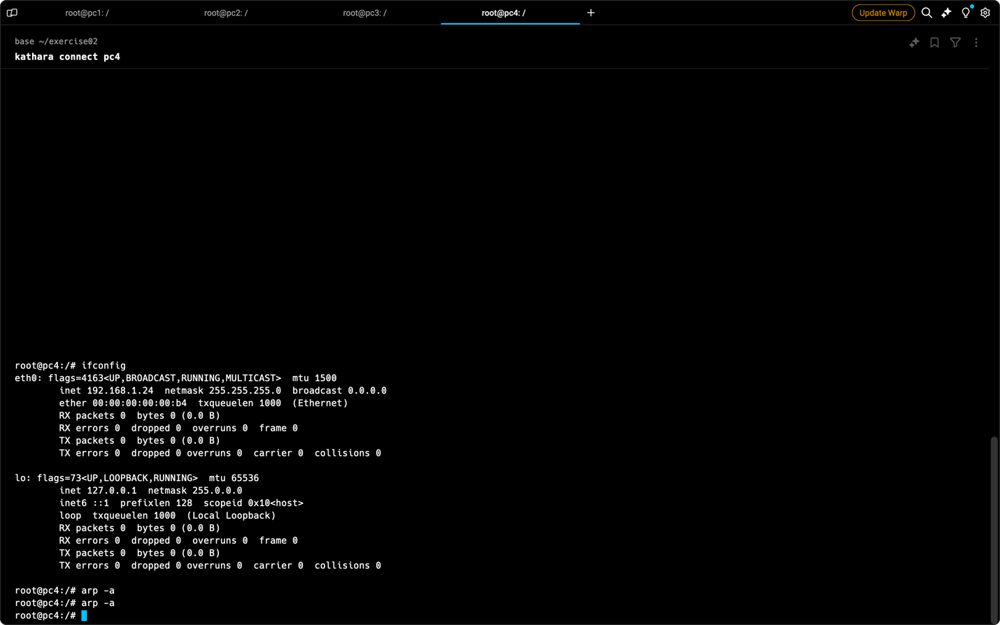 root@pc1: /
root@pc2: /
root@pc3: /
root@pc4: /
+
Update Warp
base ~/exercise02
kathara connect pc4
root@pc4:/# ifconfig
eth0: flags=4163<UP,BROADCAST,RUNNING,MULTICAST>  mtu 1500
        inet 192.168.1.24  netmask 255.255.255.0  broadcast 0.0.0.0
        ether 00:00:00:00:00:b4  txqueuelen 1000  (Ethernet)
        RX packets 0  bytes 0 (0.0 B)
        RX errors 0  dropped 0  overruns 0  frame 0
        TX packets 0  bytes 0 (0.0 B)
        TX errors 0  dropped 0 overruns 0  carrier 0  collisions 0
lo: flags=73<UP,LOOPBACK,RUNNING>  mtu 65536
        inet 127.0.0.1  netmask 255.0.0.0
        inet6 ::1  prefixlen 128  scopeid 0x10<host>
        loop  txqueuelen 1000  (Local Loopback)
        RX packets 0  bytes 0 (0.0 B)
        RX errors 0  dropped 0  overruns 0  frame 0
        TX packets 0  bytes 0 (0.0 B)
        TX errors 0  dropped 0 overruns 0  carrier 0  collisions 0
root@pc4:/# arp -a
root@pc4:/# arp -a
root@pc4:/#